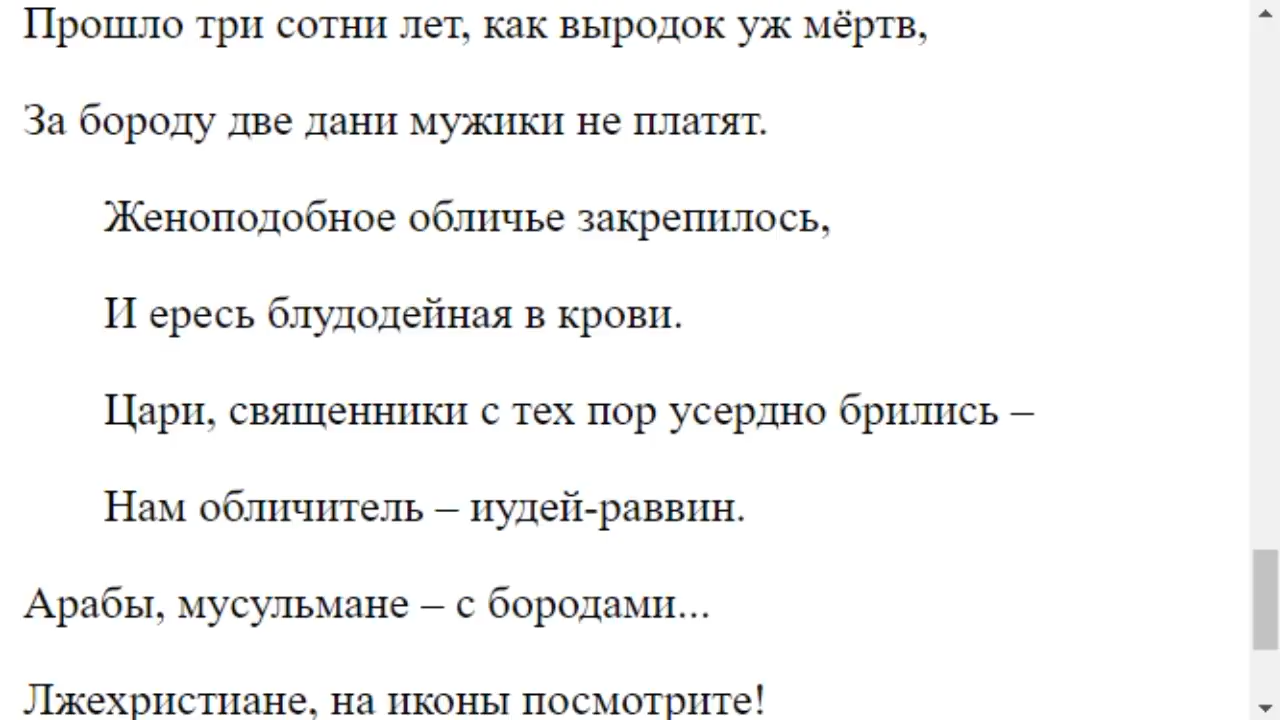 Прошло три сотни лет, как выродок уж мёртв,
За бороду две дани мужики не платят.
Женоподобное обличье закрепилось,
И ересь блудодейная в крови.
Цари, священники с тех пор усердно брились –
Нам обличитель – иудей-раввин.
Арабы, мусульмане – с бородами...
Лжехристиане, на иконы посмотрите!